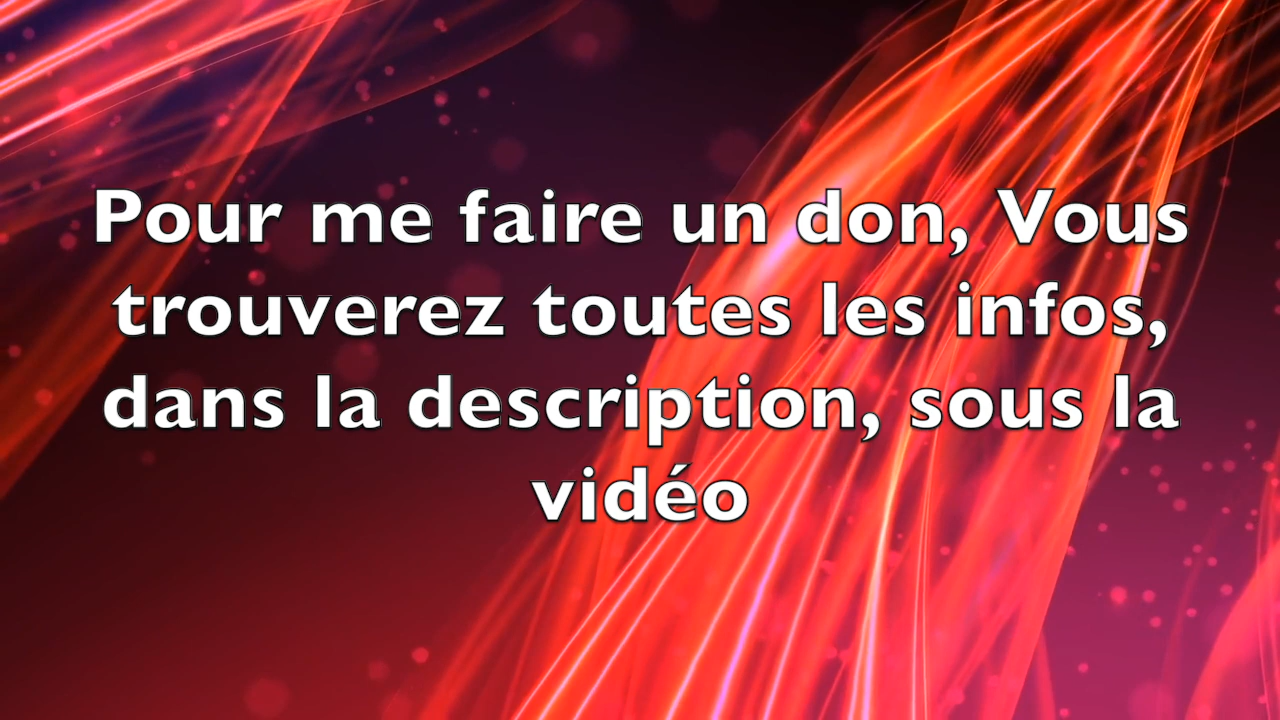 Pour me faire un don, Vous
trouverez toutes les infos,
dans la description, sous la
vidéo